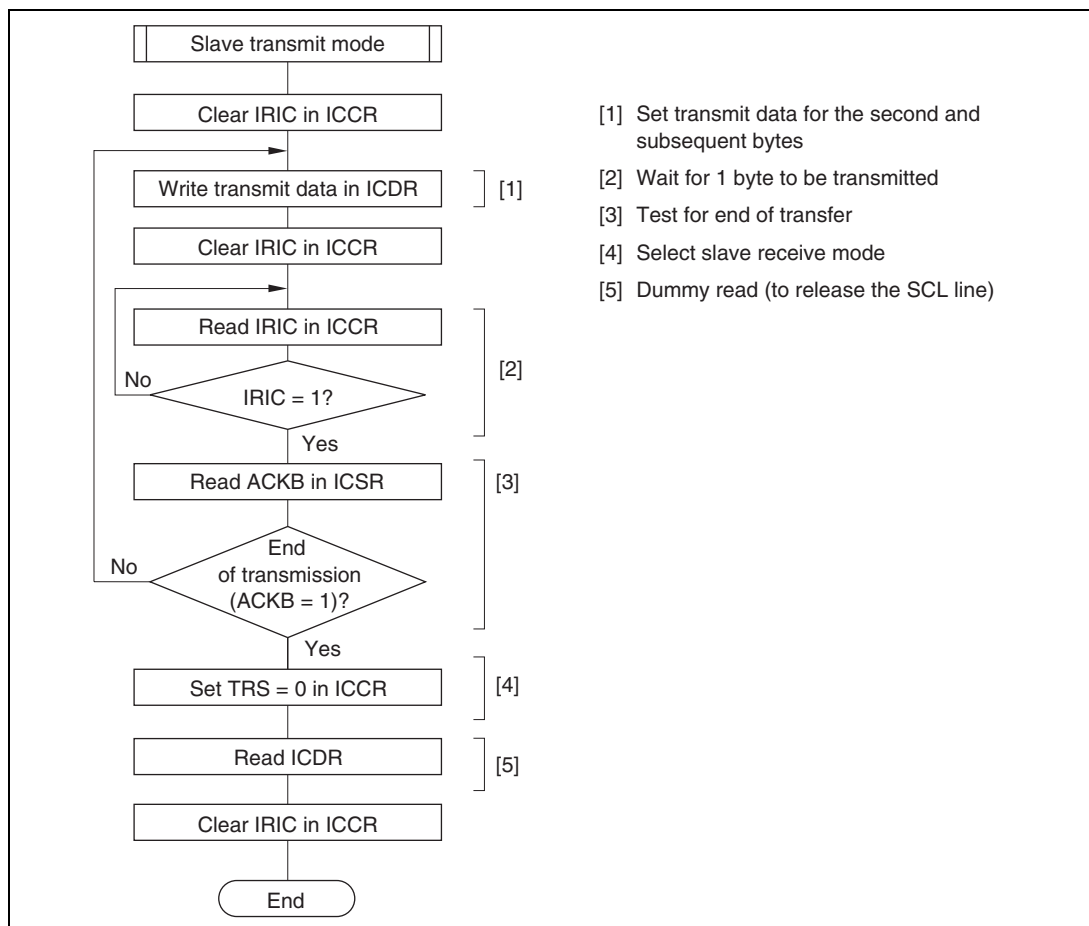 Slave transmit mode
Clear IRIC in ICCR
Write transmit data in ICDR
[1]
Clear IRIC in ICCR
Read IRIC in ICCR
[2]
No
IRIC = 1?
Yes
Read ACKB in ICSR
[3]
No
End
of transmission
(ACKB = 1)?
Yes
Set TRS = 0 in ICCR
[4]
Read ICDR
[5]
Clear IRIC in ICCR
End
[1] Set transmit data for the second and
subsequent bytes
[2] Wait for 1 byte to be transmitted
[3] Test for end of transfer
[4] Select slave receive mode
[5] Dummy read (to release the SCL line)